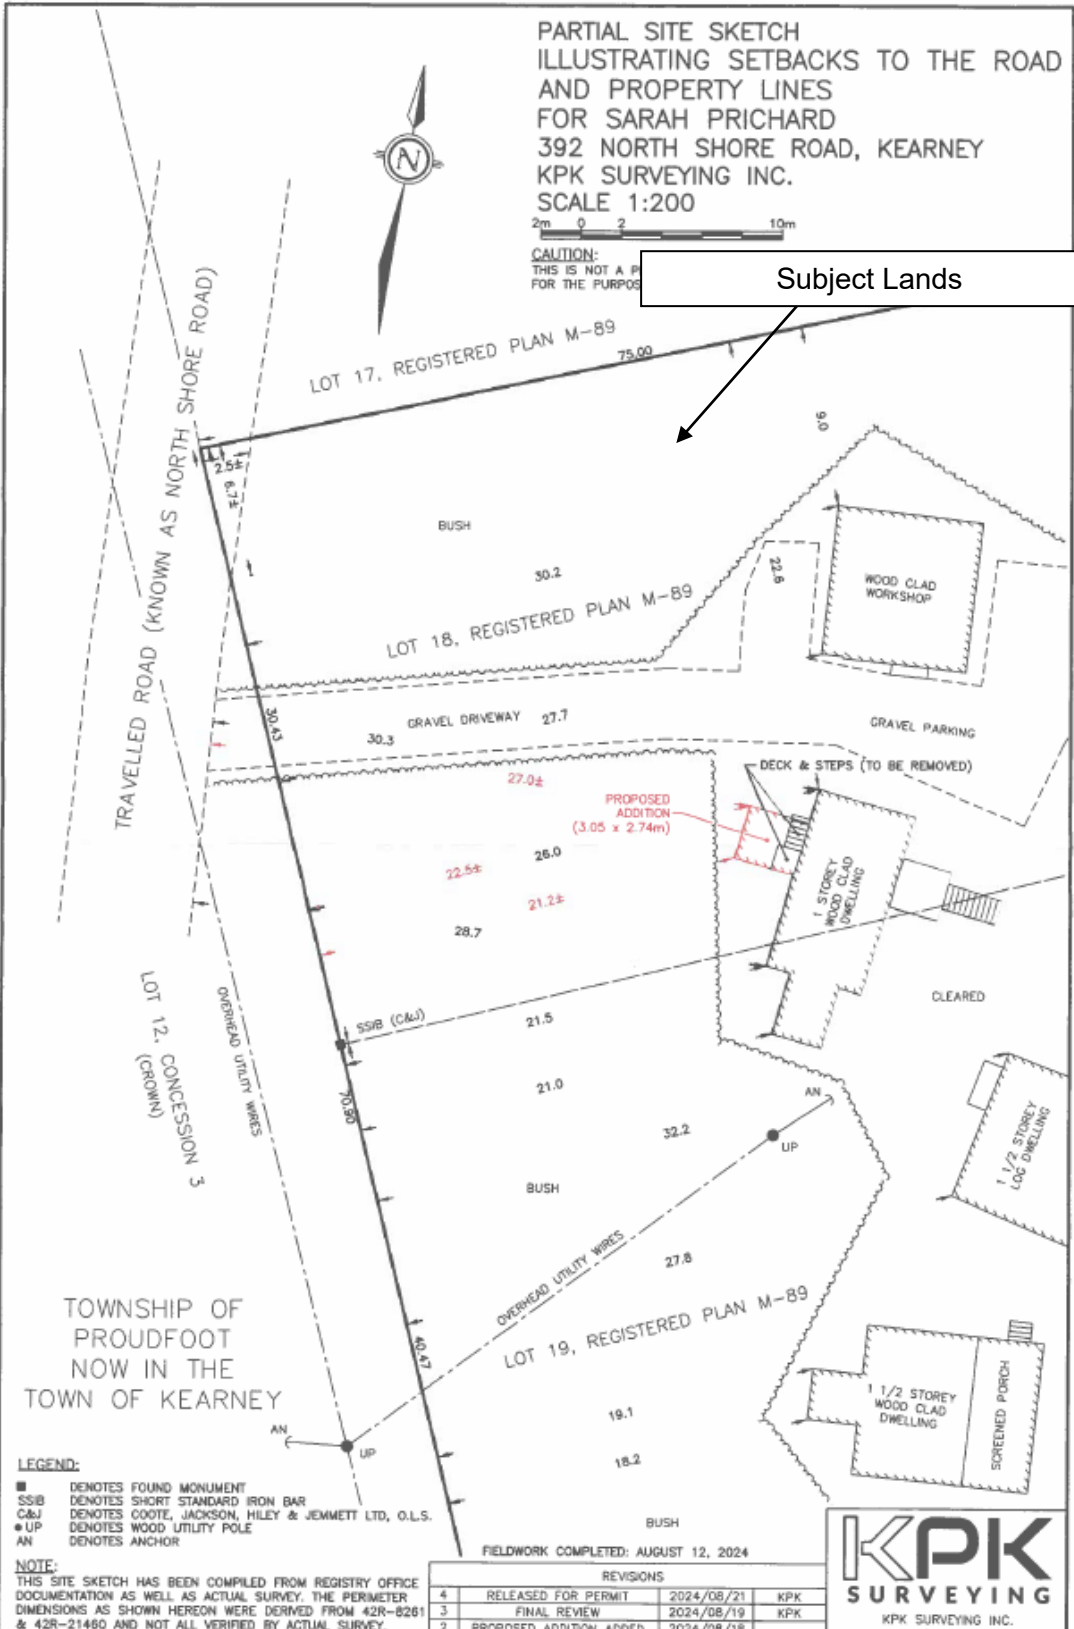 PARTIAL SITE SKETCH
ILLUSTRATING SETBACKS TO THE ROAD
AND PROPERTY LINES
FOR SARAH PRICHARD
392 NORTH SHORE ROAD, KEARNEY
KPK SURVEYING INC.
SCALE 1:200
2m 0 2 10m
CAUTION:
THIS IS NOT A
FOR THE
Subject Lands
N
LOT 17, REGISTERED PLAN M-89
75.00
TRAVELLED ROAD (KNOWN AS NORTH SHORE ROAD)
2.5±
6.7±
9.0
BUSH
30.2
22.6
WOOD CLAD
WORKSHOP
LOT 18, REGISTERED PLAN M-89
30.43
GRAVEL DRIVEWAY
27.7
30.3
GRAVEL PARKING
DECK & STEPS (TO BE REMOVED)
27.0±
PROPOSED
ADDITION
(3.05 x 2.74m)
26.0
22.5±
21.2±
28.7
1 STOREY
WOOD CLAD
DWELLING
CLEARED
LOT 12, CONCESSION 3
(CROWN)
OVERHEAD UTILITY WIRES
SSIB (C&J)
21.5
21.0
70.90
AN
UP
32.2
1 1/2 STOREY
LOG DWELLING
BUSH
OVERHEAD UTILITY WIRES
27.8
LOT 19, REGISTERED PLAN M-89
40.47
TOWNSHIP OF
PROUDFOOT
NOW IN THE
TOWN OF KEARNEY
19.1
18.2
1 1/2 STOREY
WOOD CLAD
DWELLING
SCREENED PORCH
AN
UP
BUSH
LEGENDː
DENOTES FOUND MONUMENT
SSIB DENOTES SHORT STANDARD IRON BAR
C&J DENOTES COOTE, JACKSON, HILEY & JEMMETT LTD, O.L.S.
UP DENOTES WOOD UTILITY POLE
AN DENOTES ANCHOR
NOTE:
THIS SITE SKETCH HAS BEEN COMPILED FROM REGISTRY OFFICE
DOCUMENTATION AS WELL AS ACTUAL SURVEY. THE PERIMETER
DIMENSIONS AS SHOWN HEREON WERE DERIVED FROM 42R-8261
& 42R-21460 AND NOT ALL VERIFIED BY ACTUAL SURVEY.
FIELDWORK COMPLETED: AUGUST 12, 2024
REVISIONS
4 RELEASED FOR PERMIT 2024/08/21 KPK
3 FINAL REVIEW 2024/08/19 KPK
2 PROPOSED ADDITION ADDED
KPK
SURVEYING
KPK SURVEYING INC.